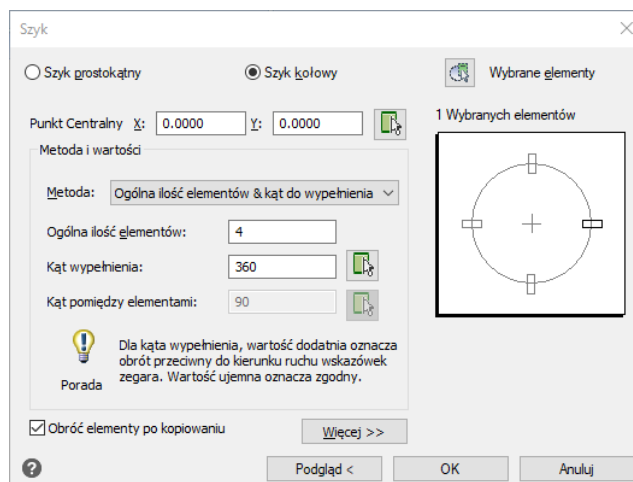 Szyk
Szyk prostokątny
Szyk kołowy
Wybrane elementy
Punkt Centralny X: 0.0000 Y: 0.0000
1 Wybranych elementów
Metoda i wartości
Metoda: Ogólna ilość elementów & kąt do wypełnienia
Ogólna ilość elementów: 4
Kąt wypełnienia: 360
Kąt pomiędzy elementami: 90
Dla kąta wypełnienia, wartość dodatnia oznacza
obrót przeciwny do kierunku ruchu wskazówek
zegara. Wartość ujemna oznacza zgodny.
Porada
Obróć elementy po kopiowaniu
Więcej >>
Podgląd <
OK
Anuluj